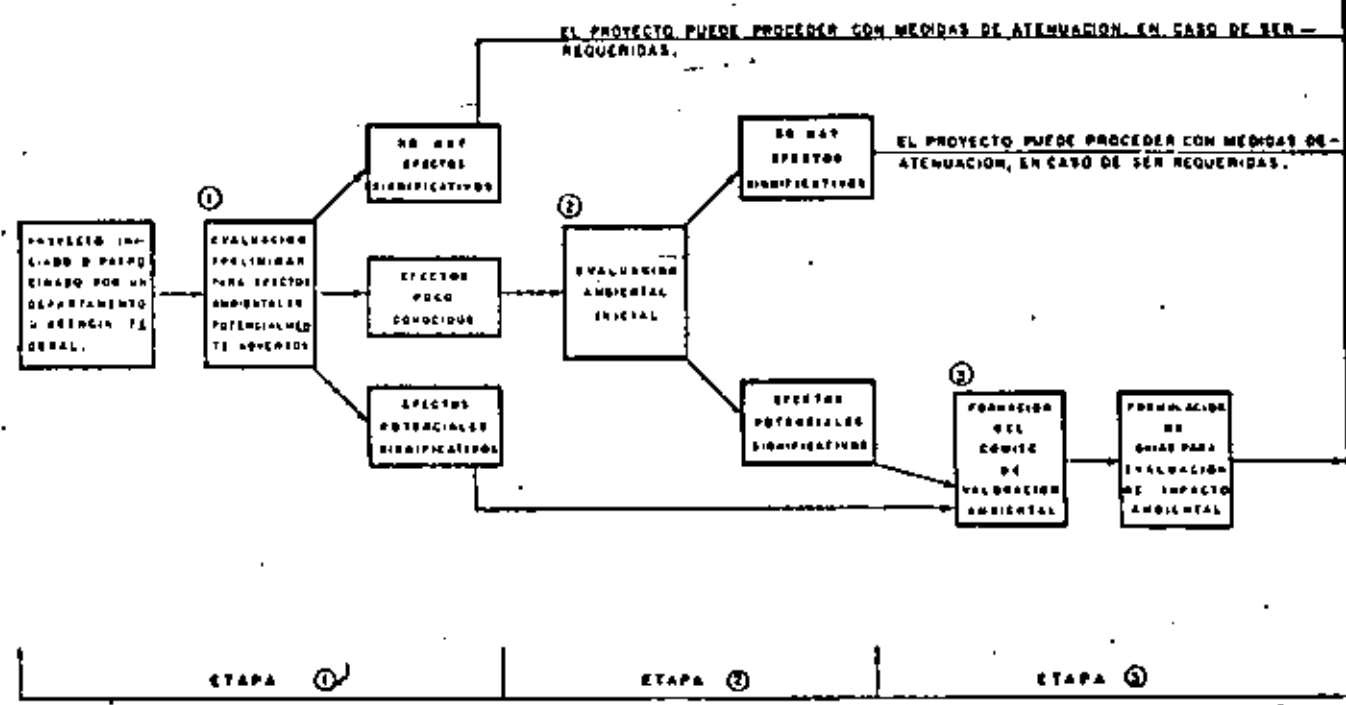 EL PROYECTO PUEDE PROCEDER CON MEDIDAS DE ATENUACION, EN CASO DE SER —
REQUERIDAS.
NO HAY
EFECTOS
SIGNIFICATIVOS
NO HAY
EFECTOS
SIGNIFICATIVOS
EL PROYECTO PUEDE PROCEDER CON MEDIDAS DE-
ATENUACION, EN CASO DE SER REQUERIDAS.
①
②
PROYECTO INI-
CIADO O PATRO
CINADO POR UN
DEPARTAMENTO
O AGENCIA FE
DERAL.
EVALUACION
PRELIMINAR
PARA EFECTOS
AMBIENTALES
POTENCIALMEN
TE ADVERSOS
EFECTOS
POCO
CONOCIDOS
EVALUACION
AMBIENTAL
INICIAL
EFECTOS
POTENCIALES
SIGNIFICATIVOS
EFECTOS
POTENCIALES
SIGNIFICATIVOS
③
FORMACION
DEL
COMITE
DE
VALORACION
AMBIENTAL
FORMULACION
DE
GUIAS PARA
EVALUACION
DE IMPACTO
AMBIENTAL
ETAPA ①
ETAPA ②
ETAPA ③